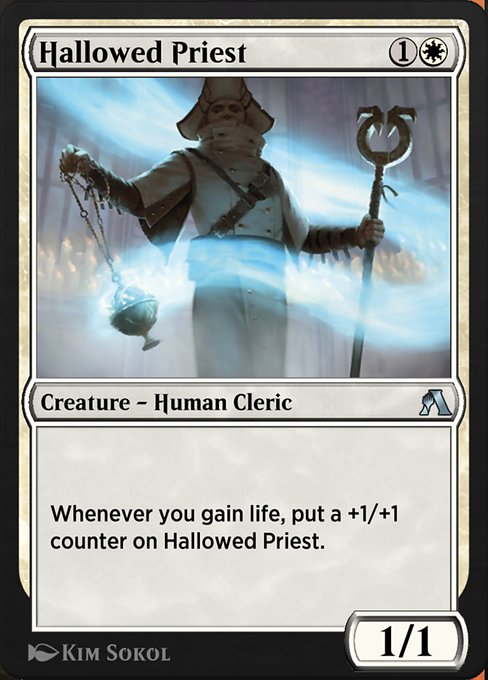 Hallowed Priest 1
Creature – Human Cleric
Whenever you gain life, put a +1/+1
counter on Hallowed Priest.
1/1
Kim Sokol